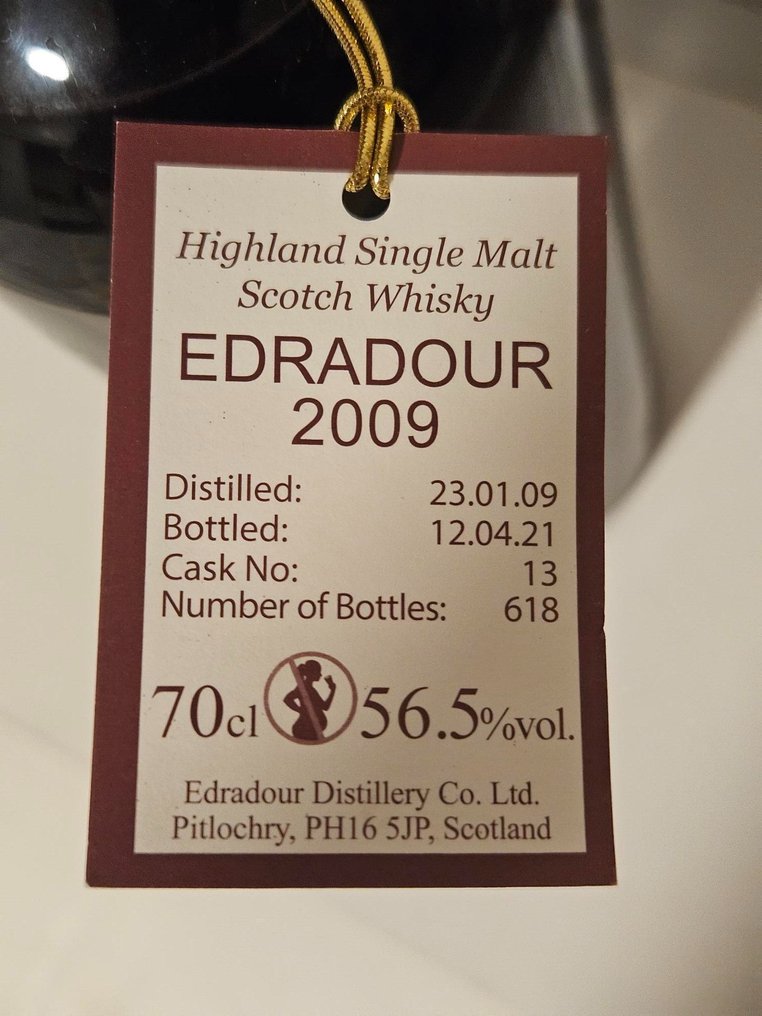 Highland Single Malt
Scotch Whisky
EDRADOUR
2009
Distilled: 23.01.09
Bottled: 12.04.21
Cask No: 13
Number of Bottles: 618
70cl 56.5%vol.
Edradour Distillery Co. Ltd.
Pitlochry, PH16 5JP, Scotland